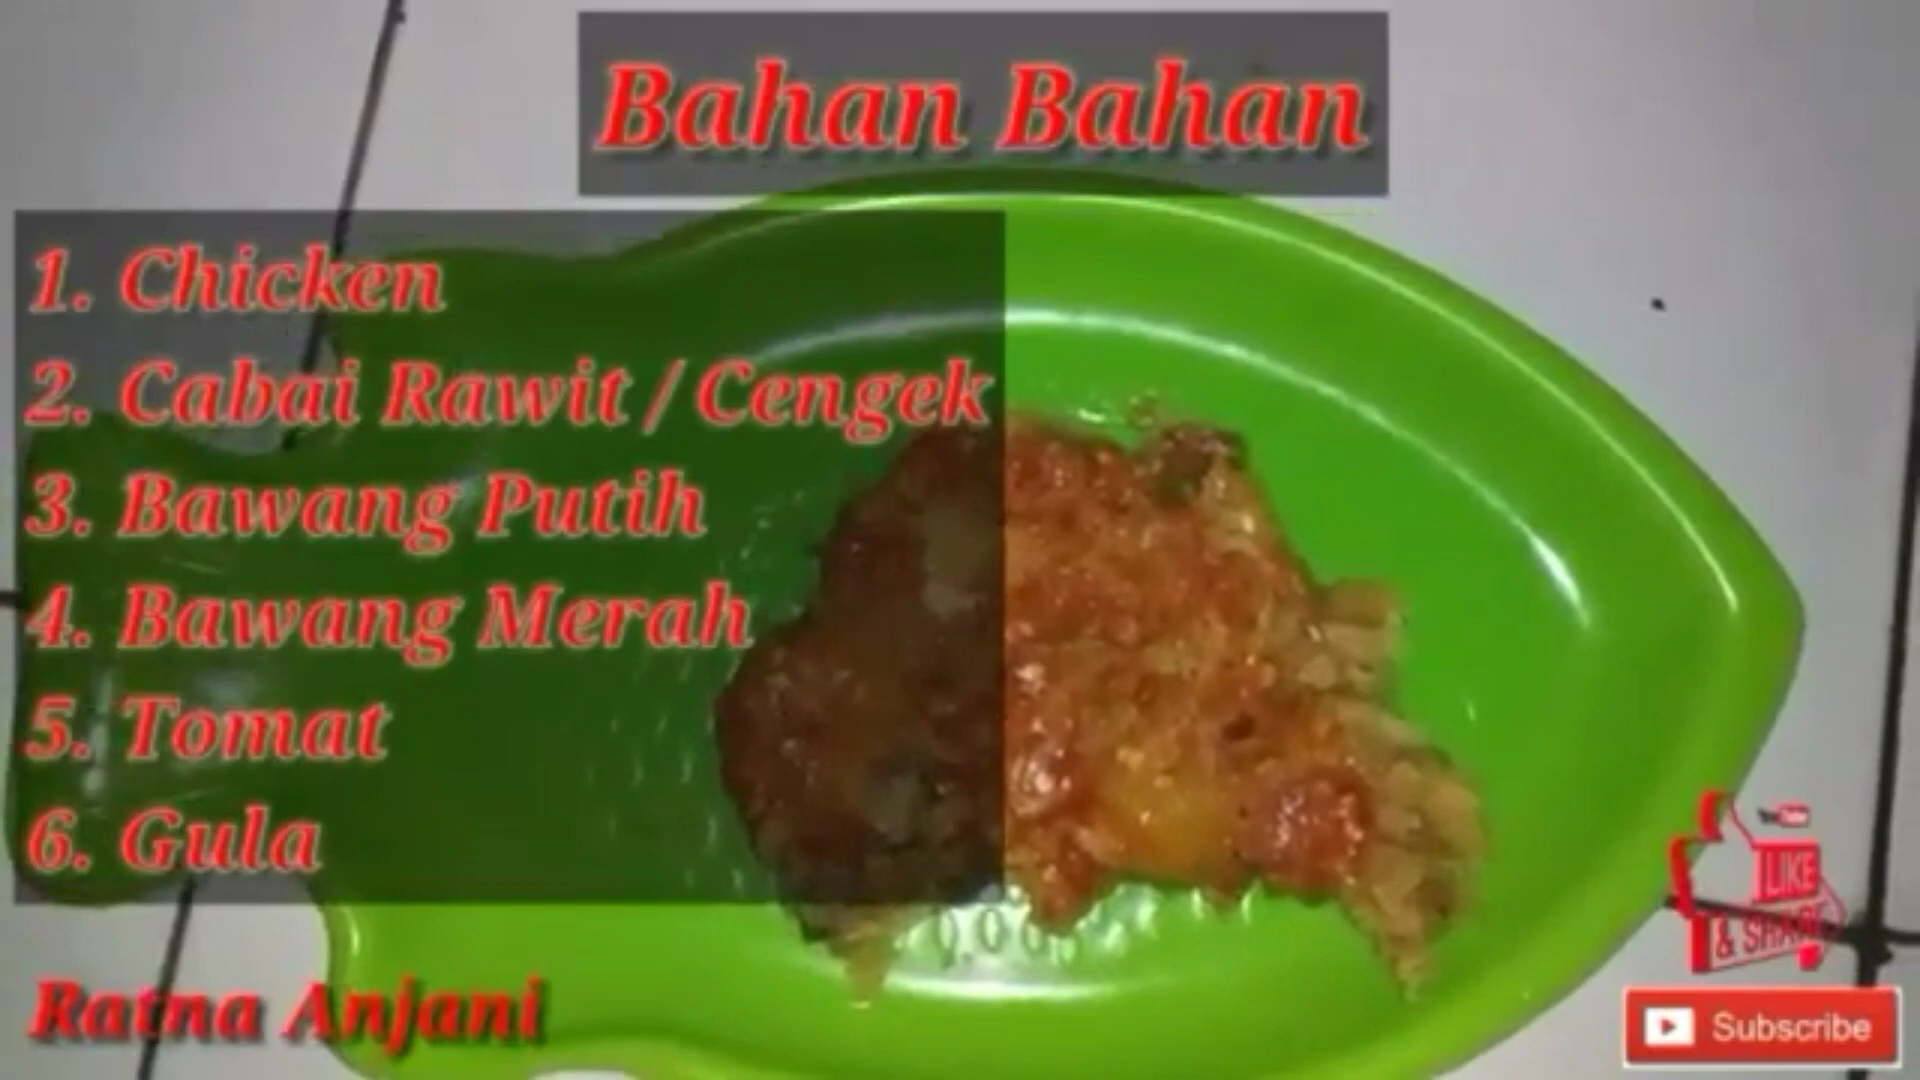 Bahan Bahan
1. Chicken
2. Cabai Rawit / Cengek
3. Bawang Putih
4. Bawang Merah
5. Tomat
6. Gula
Ratna Anjani
YouTube
LIKE
& SHARE
Subscribe